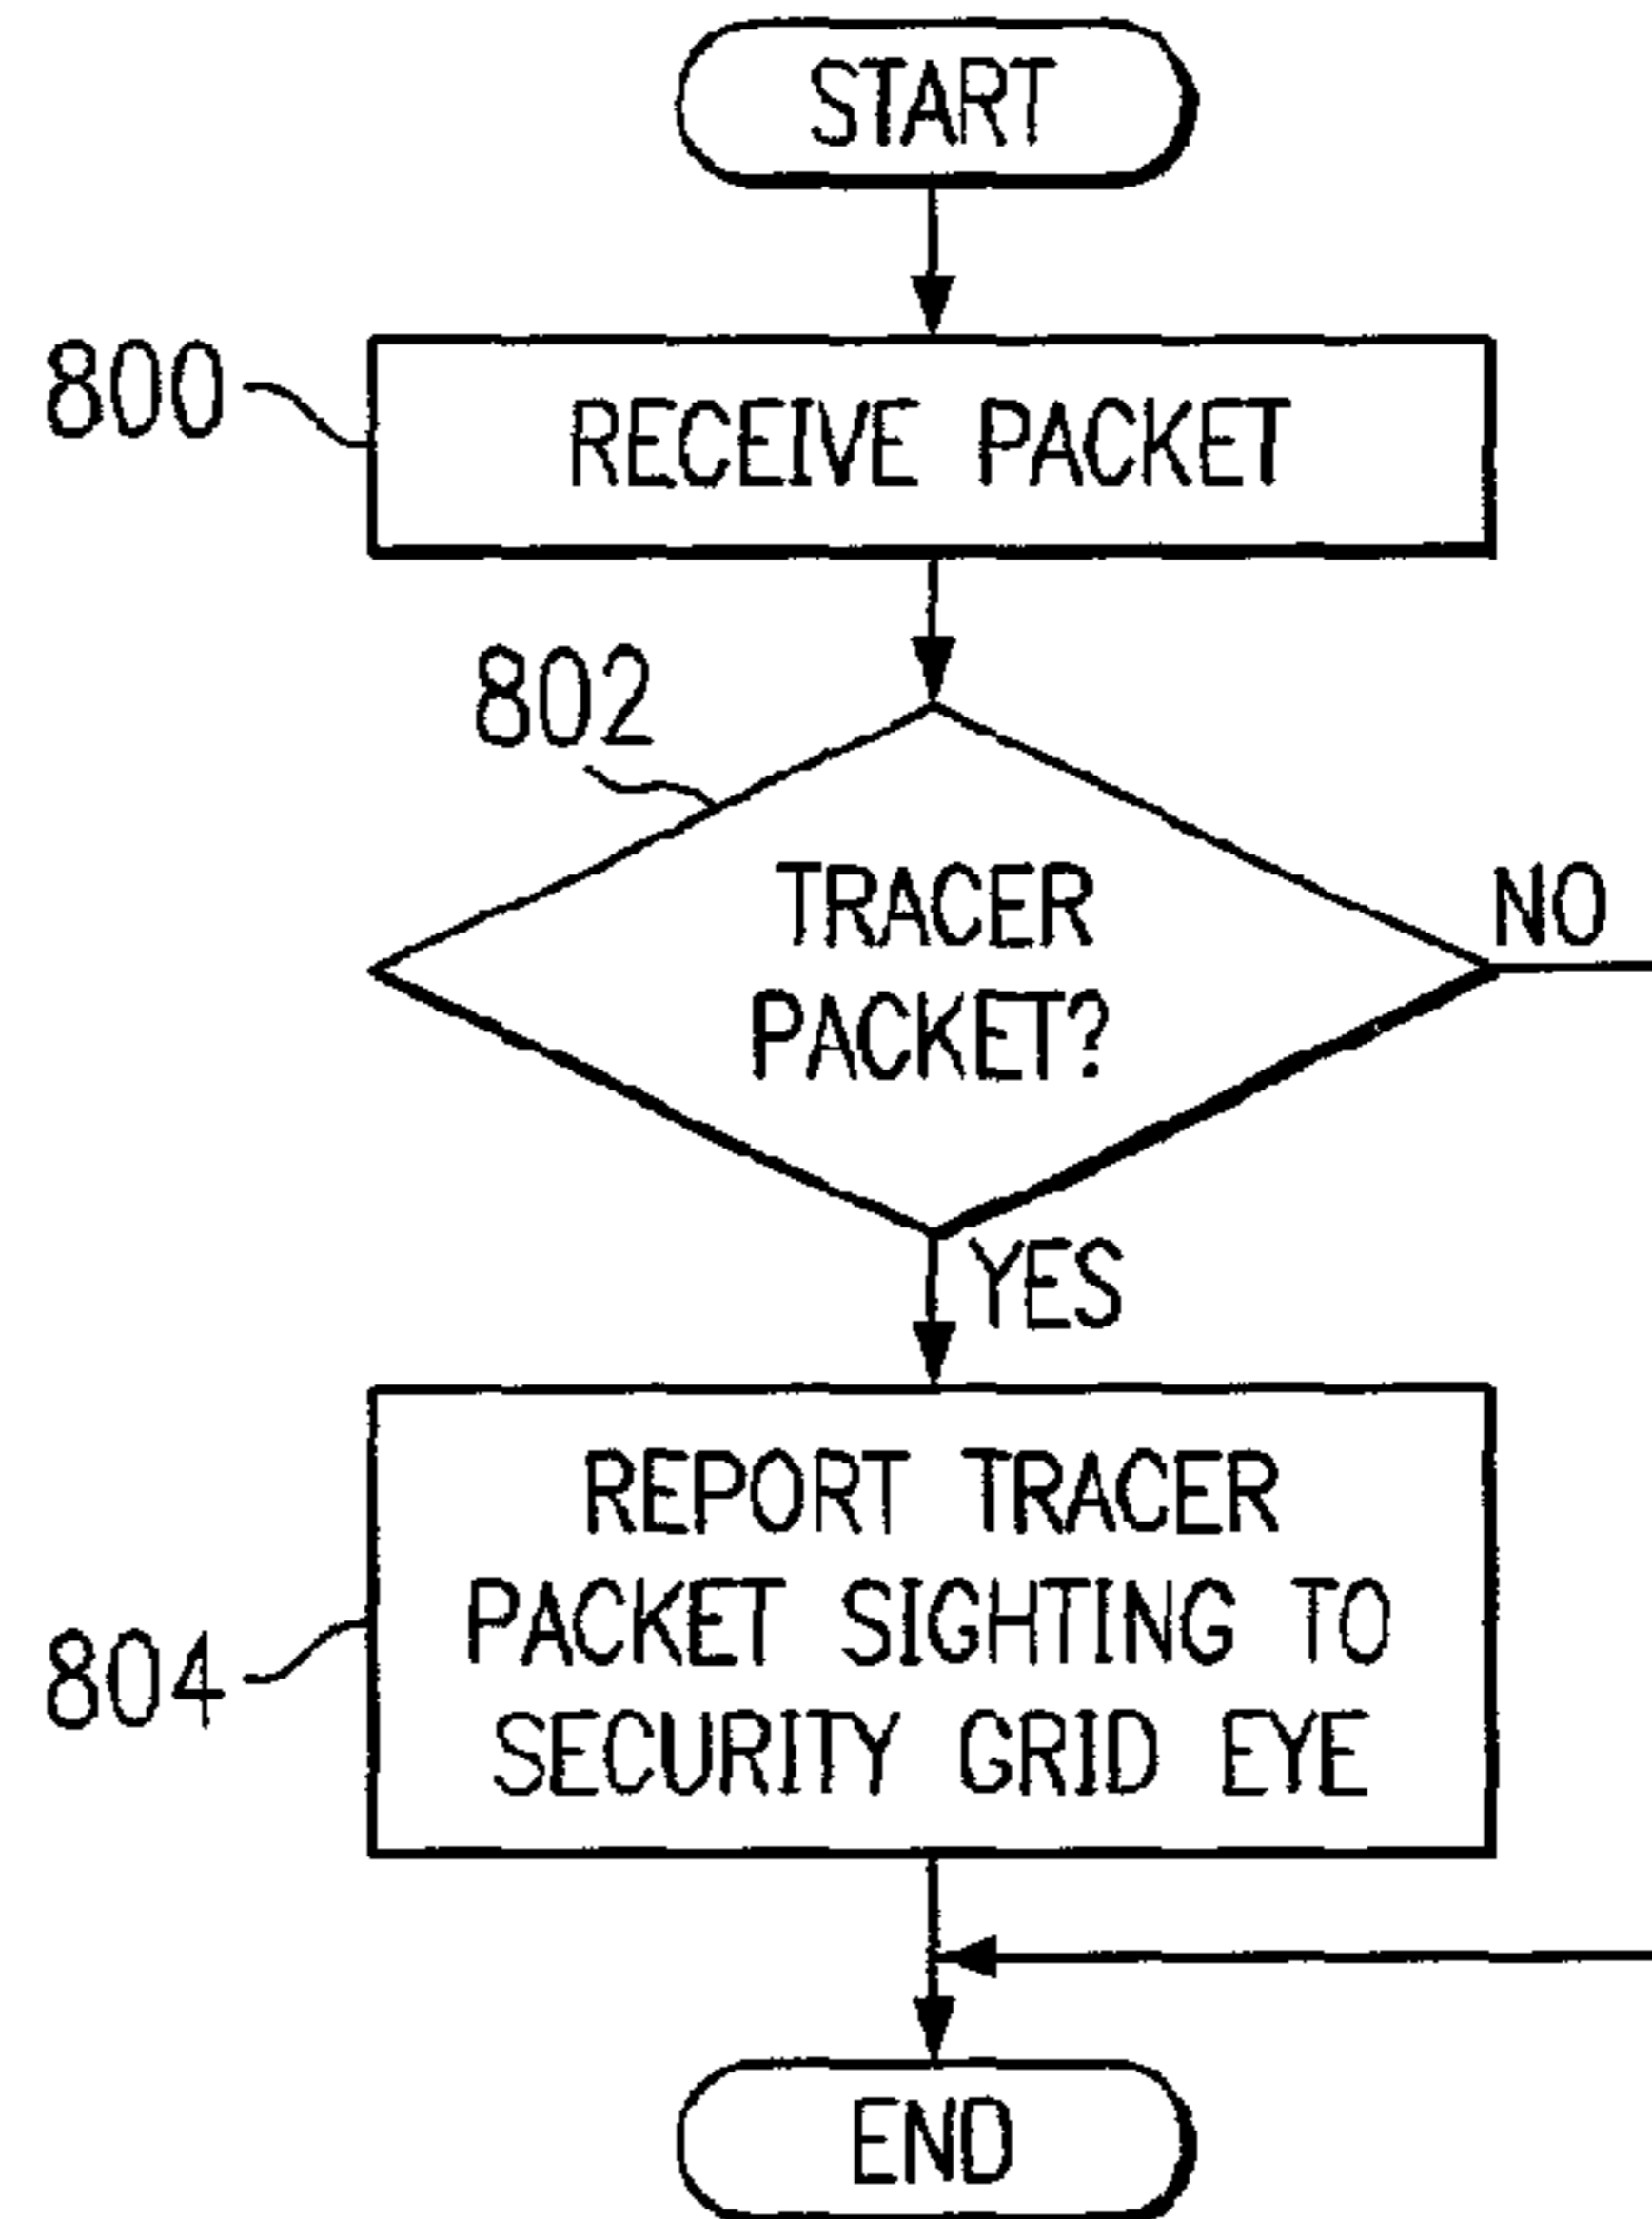 START
800
RECEIVE PACKET
802
TRACER
PACKET?
NO
YES
804
REPORT TRACER
PACKET SIGHTING TO
SECURITY GRID EYE
END